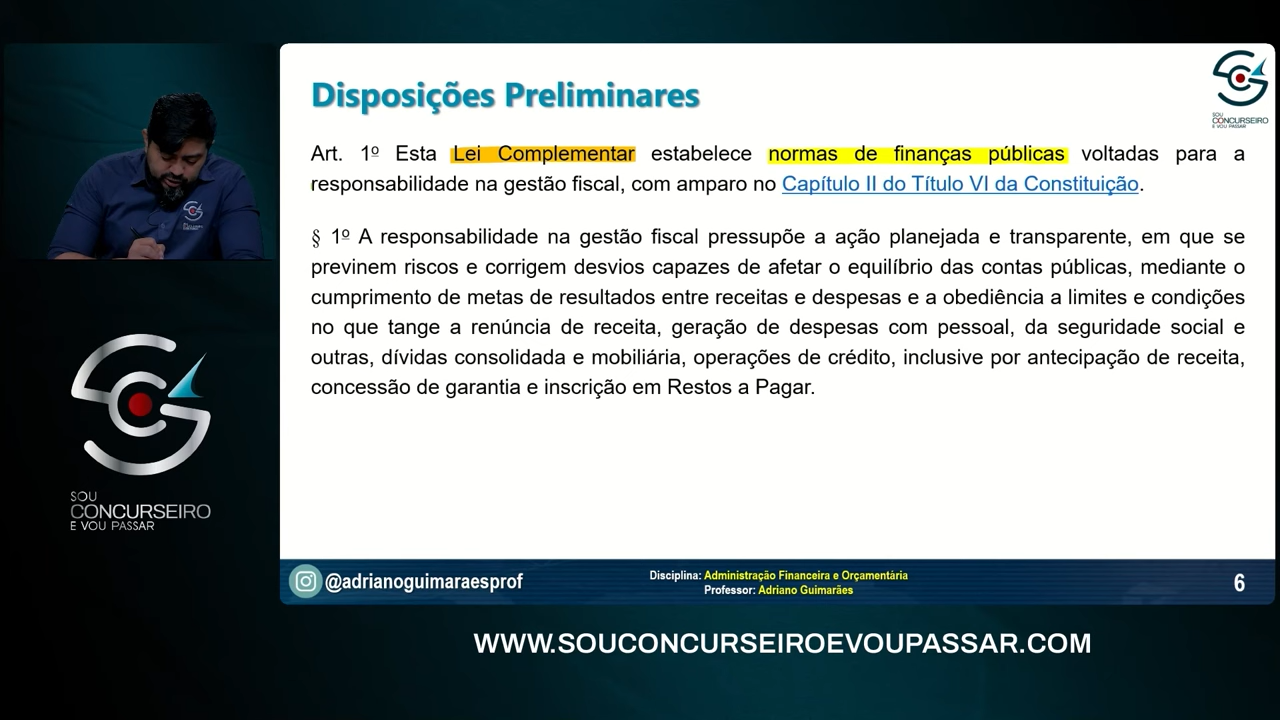 Disposições Preliminares
SOU
CONCURSEIRO
E VOU PASSAR
Art. 1º Esta Lei Complementar estabelece normas de finanças públicas voltadas para a
responsabilidade na gestão fiscal, com amparo no Capítulo II do Título VI da Constituição.
§ 1º A responsabilidade na gestão fiscal pressupõe a ação planejada e transparente, em que se
previnem riscos e corrigem desvios capazes de afetar o equilíbrio das contas públicas, mediante o
cumprimento de metas de resultados entre receitas e despesas e a obediência a limites e condições
no que tange a renúncia de receita, geração de despesas com pessoal, da seguridade social e
outras, dívidas consolidada e mobiliária, operações de crédito, inclusive por antecipação de receita,
concessão de garantia e inscrição em Restos a Pagar.
SOU
CONCURSEIRO
E VOU PASSAR
@adrianoguimaraesprof
Disciplina: Administração Financeira e Orçamentária
Professor: Adriano Guimarães
6
WWW.SOUCONCURSEIROEVOUPASSAR.COM